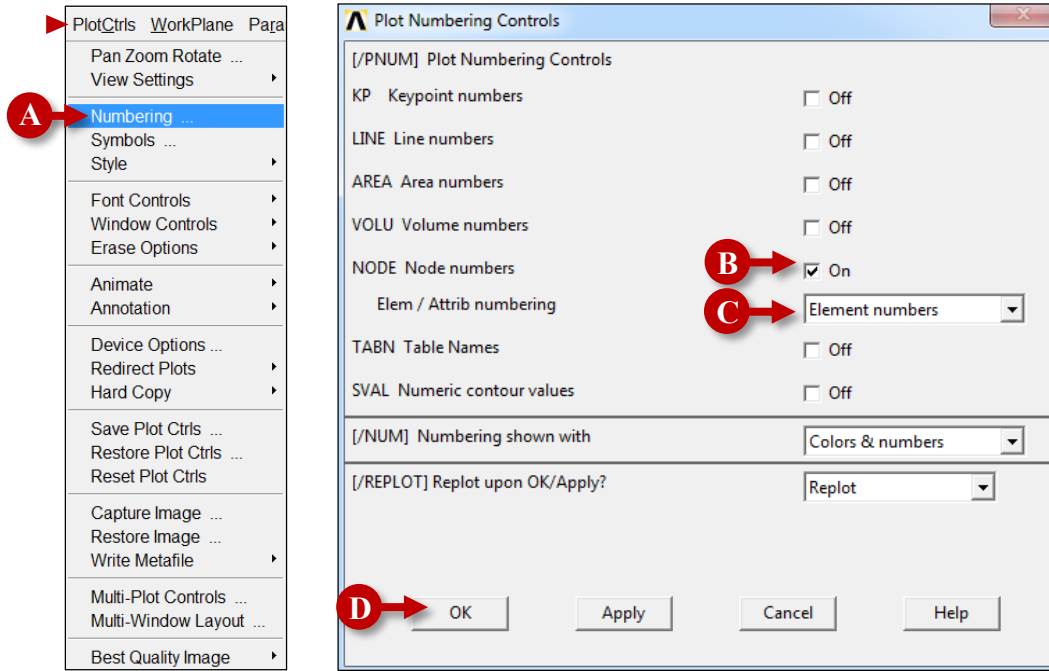 PlotCtrls WorkPlane Para
Pan Zoom Rotate ...
View Settings
A
Numbering ...
Symbols ...
Style
Font Controls
Window Controls
Erase Options
Animate
Annotation
Device Options ...
Redirect Plots
Hard Copy
Save Plot Ctrls ...
Restore Plot Ctrls ...
Reset Plot Ctrls
Capture Image ...
Restore Image ...
Write Metafile
Multi-Plot Controls ...
Multi-Window Layout ...
Best Quality Image
Plot Numbering Controls
[/PNUM] Plot Numbering Controls
KP Keypoint numbers Off
LINE Line numbers Off
AREA Area numbers Off
VOLU Volume numbers Off
NODE Node numbers B On
Elem / Attrib numbering C Element numbers
TABN Table Names Off
SVAL Numeric contour values Off
[/NUM] Numbering shown with Colors & numbers
[/REPLOT] Replot upon OK/Apply? Replot
D OK Apply Cancel Help